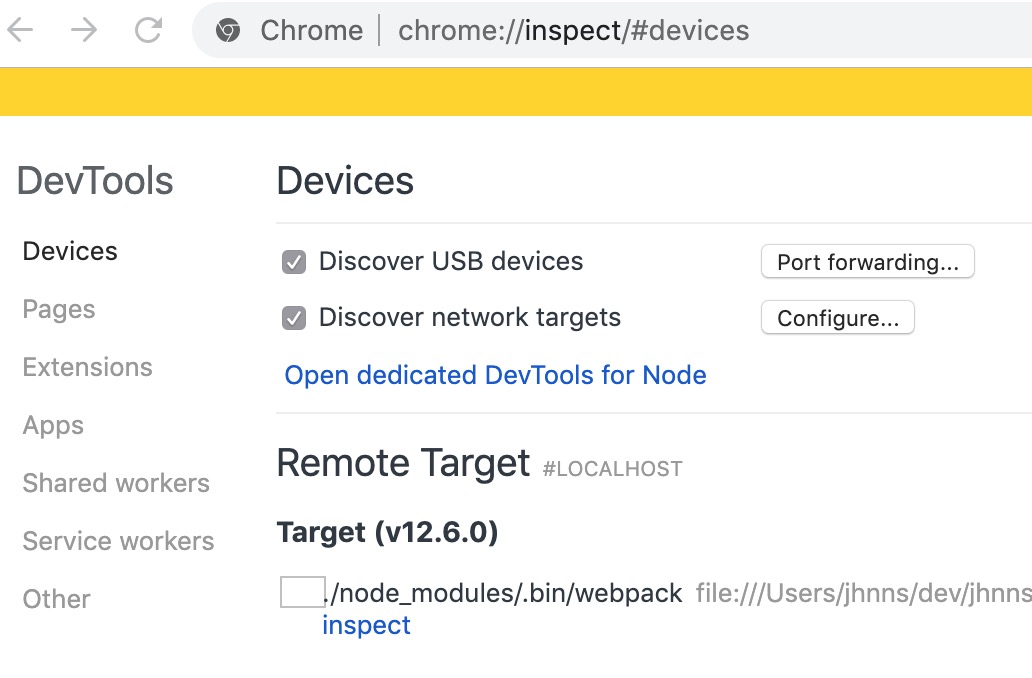 Chrome | chrome://inspect/#devices
DevTools
Devices
Pages
Extensions
Apps
Shared workers
Service workers
Other
Devices
Discover USB devices Port forwarding...
Discover network targets Configure...
Open dedicated DevTools for Node
Remote Target #LOCALHOST
Target (v12.6.0)
./node_modules/.bin/webpack file:///Users/jhnns/dev/jhnns
inspect